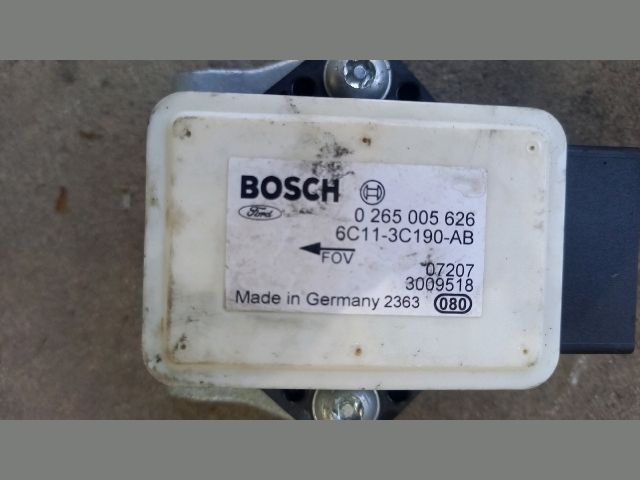 BOSCH
0 265 005 626
Ford
6C11-3C190-AB
FOV
07207
3009518
Made in Germany 2363
080